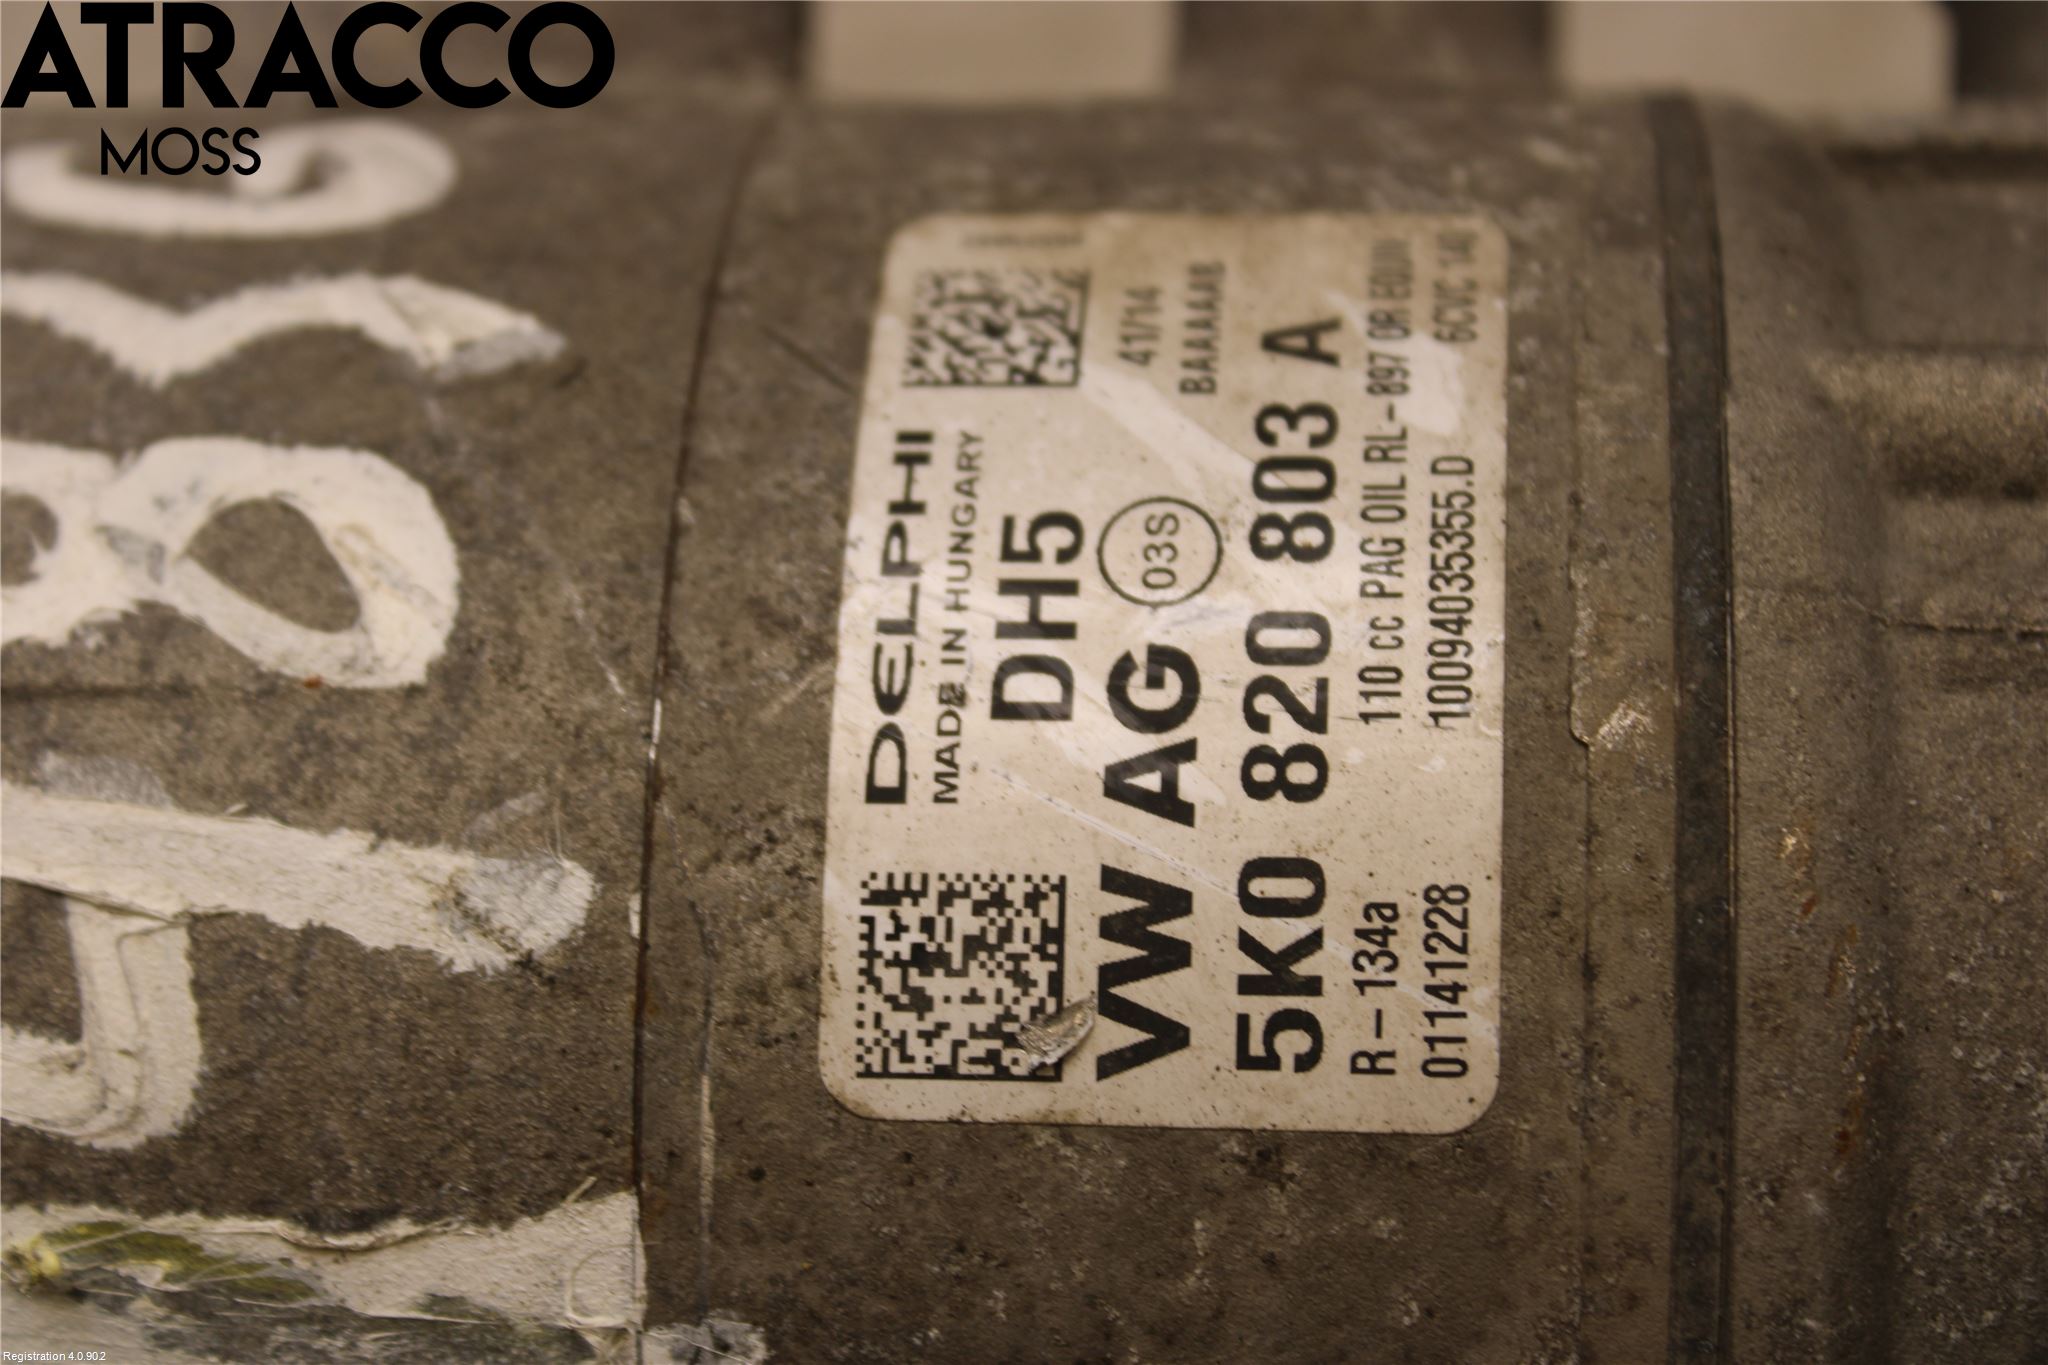 ATRACCO
MOSS
DELPHI
MADE IN HUNGARY
DH5
41/14
VW AG 03S
BAAAAAAB
5K0 820 803 A
R-134a 110 cc PAG OIL RL-897 OR EQUIV
01141228 1009403535​5.D 6CVC 140
Registration 4.0.902